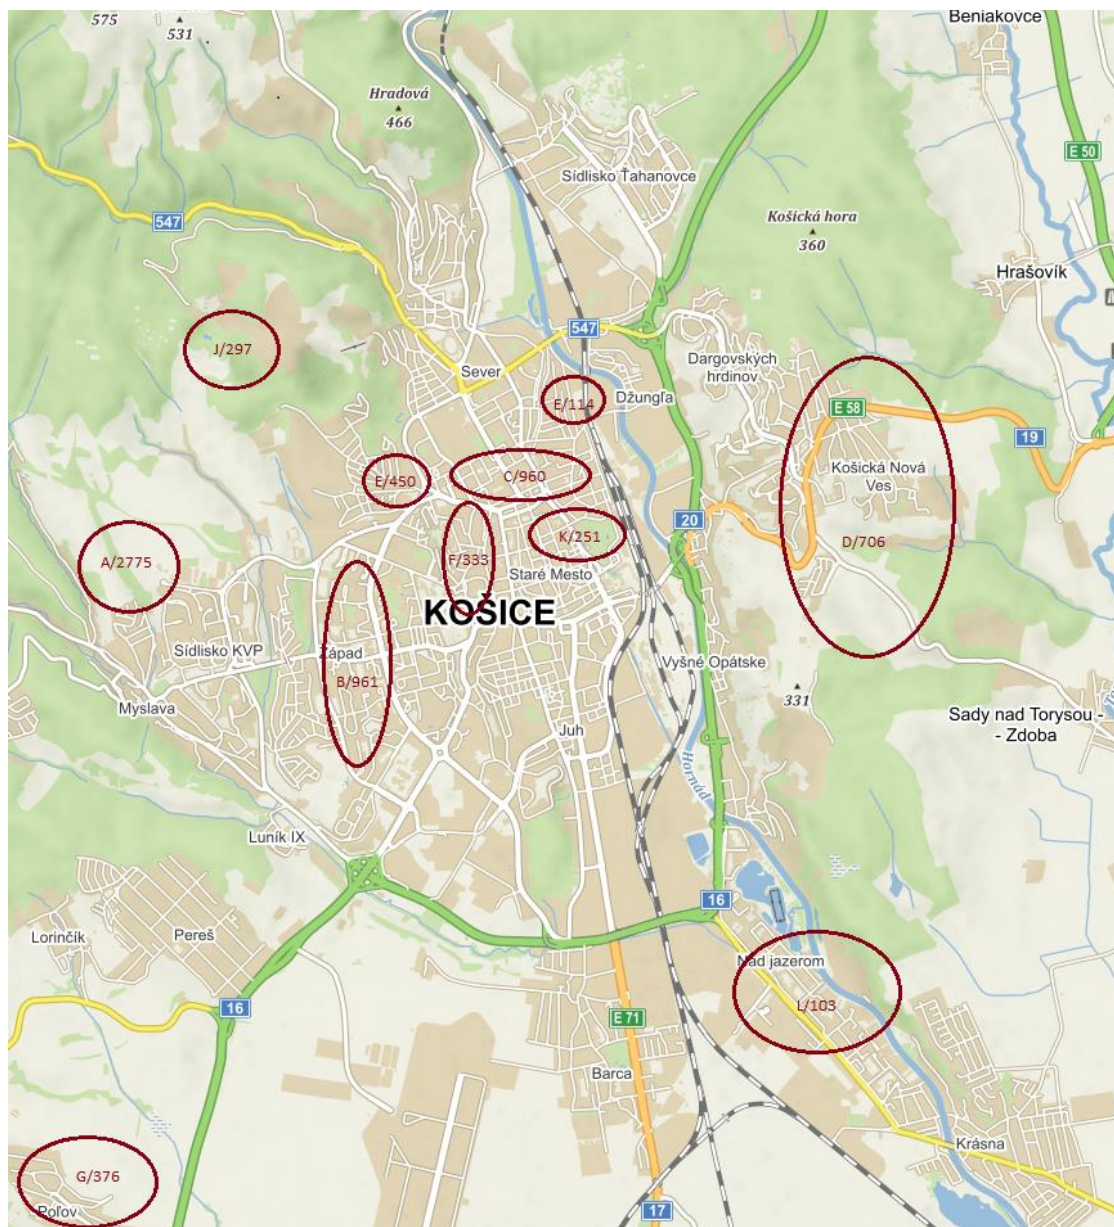 575
531
Beniakovce
Hradová
466
E 50
Sídlisko Ťahanovce
Košická hora
360
547
Hrašovík
J/297
547
Dargovských
hrdinov
Sever
E/114
Džungľa
E 58
19
Košická Nová
Ves
E/450
C/960
20
K/251
D/706
A/2775
F/333
Staré Mesto
KOŠICE
Sídlisko KVP
Západ
B/961
Vyšné Opátske
331
Myslava
Sady nad Torysou -
- Zdoba
Juh
Hornád
Luník IX
16
Lorinčík
Pereš
Nad jazerom
L/103
16
E 71
Barca
Krásna
G/376
Poľov
17